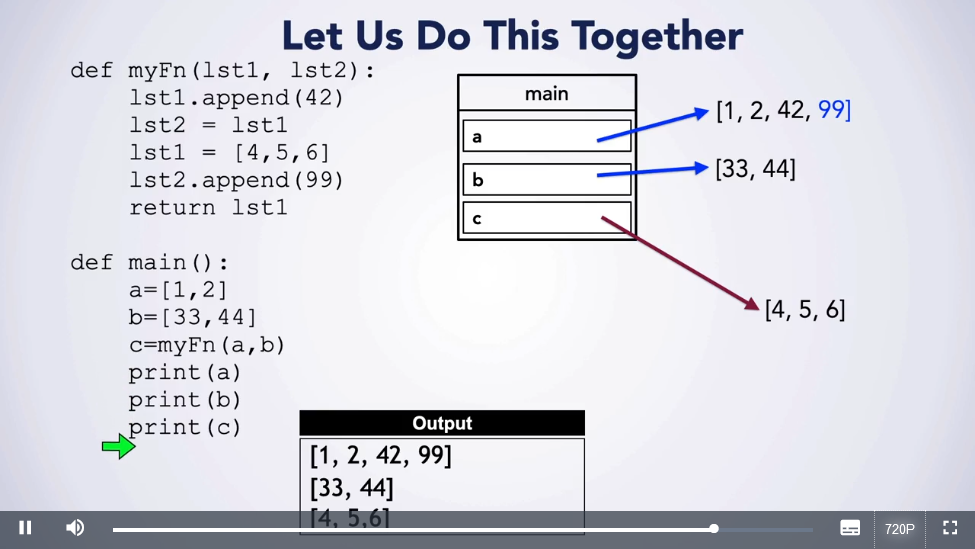 Let Us Do This Together
def myFn(lst1, lst2):
lst1.append(42)
lst2 = lst1
lst1 = [4,5,6]
lst2.append(99)
return lst1
def main():
a=[1,2]
b=[33,44]
c=myFn(a,b)
print(a)
print(b)
print(c)
main
a
b
c
[1, 2, 42, 99]
[33, 44]
[4, 5, 6]
Output
[1, 2, 42, 99]
[33, 44]
[4, 5,6]
720P